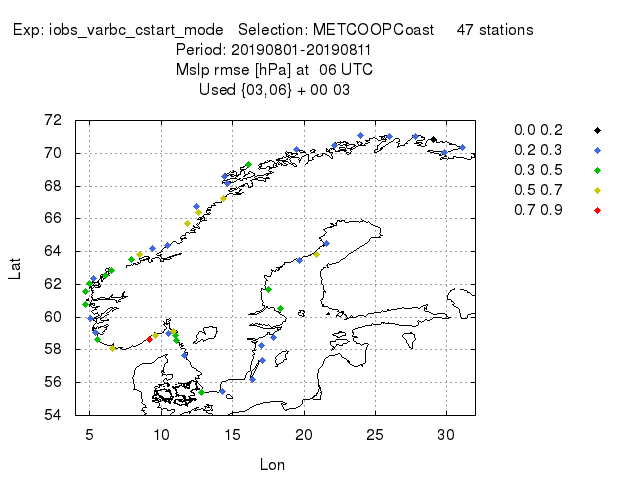 Exp: iobs_varbc_cstart_mode   Selection: METCOOPCoast     47 stations
Period: 20190801-20190811
Mslp rmse [hPa] at  06 UTC
Used {03,06} + 00 03
72
70
68
66
64
62
60
58
56
54
Lat
5 10 15 20 25 30
Lon
0.0 0.2
0.2 0.3
0.3 0.5
0.5 0.7
0.7 0.9